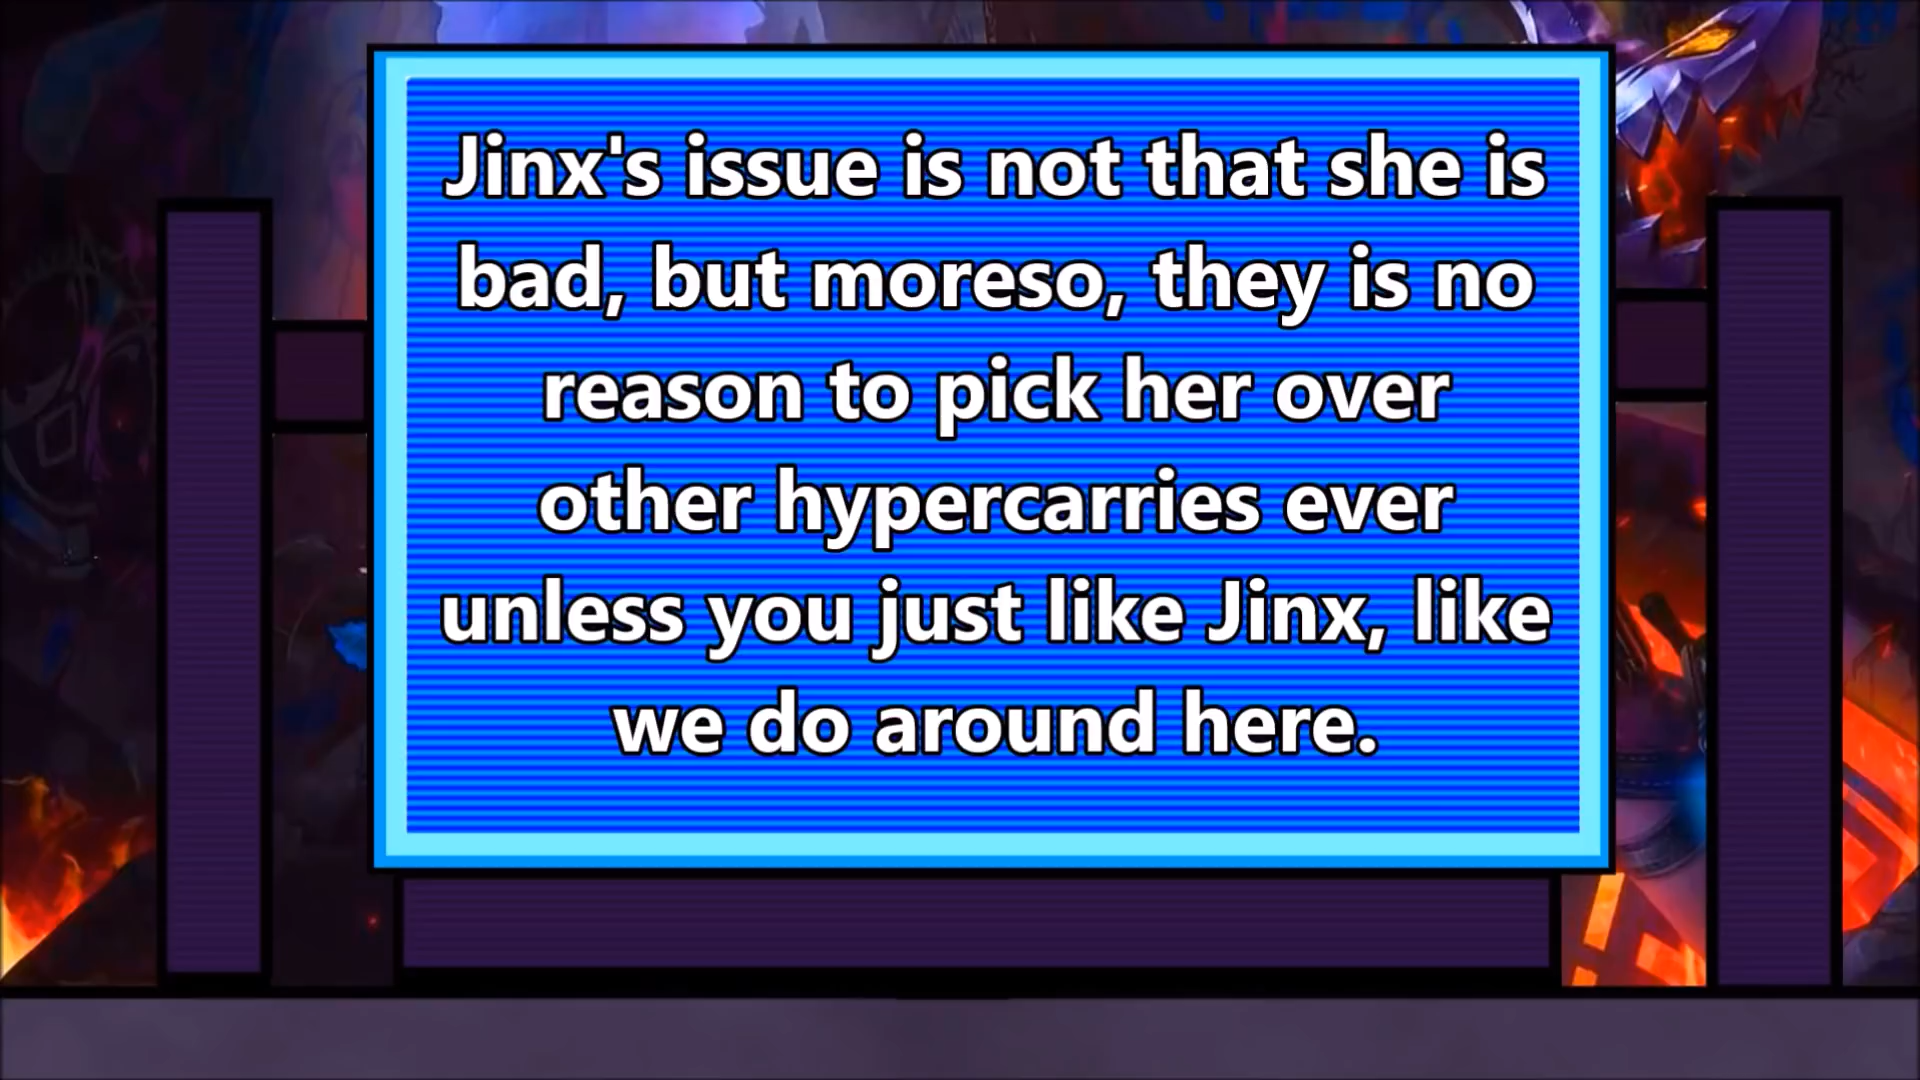 Jinx's issue is not that she is
bad, but moreso, they is no
reason to pick her over
other hypercarries ever
unless you just like Jinx, like
we do around here.